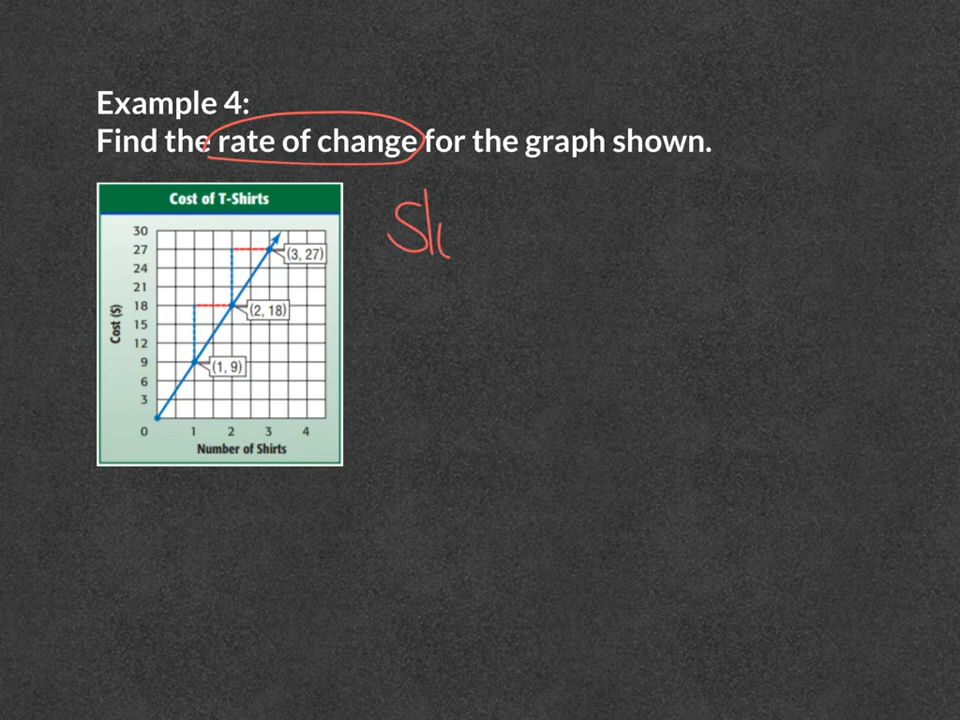 Example 4:
Find the rate of change for the graph shown.
Cost of T-Shirts
Sl
30
27
24
21
18
15
12
9
6
3
0
Cost ($)
(3, 27)
(2, 18)
(1, 9)
1 2 3 4
Number of Shirts